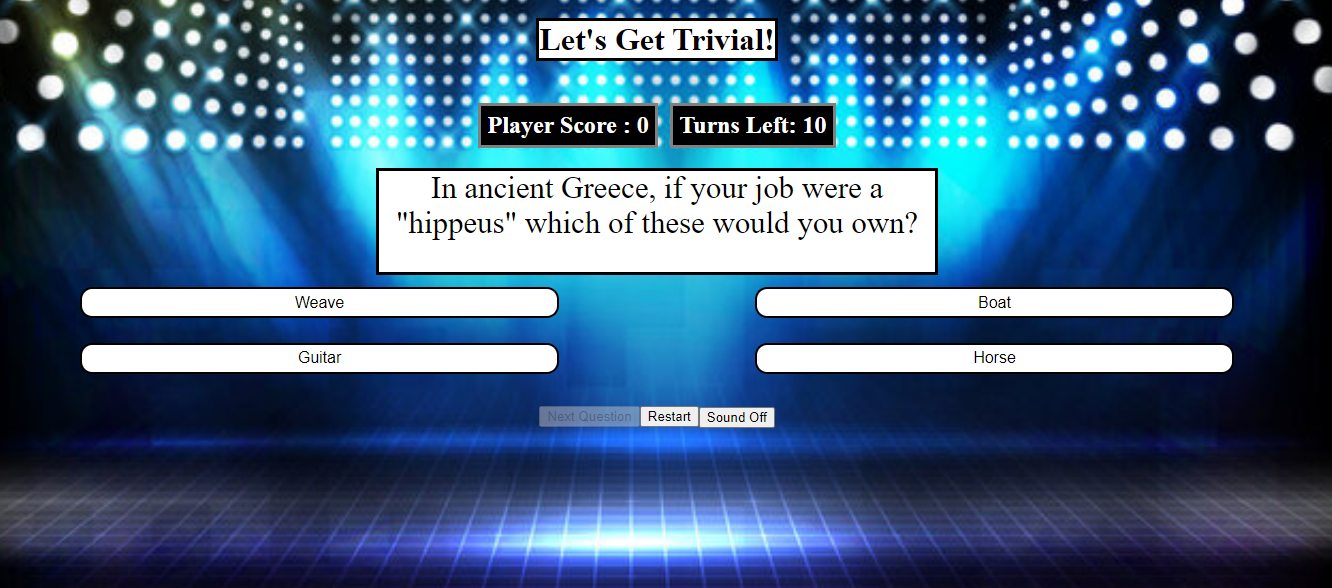 Let's Get Trivial!
Player Score : 0
Turns Left: 10
In ancient Greece, if your job were a
"hippeus" which of these would you own?
Weave
Boat
Guitar
Horse
Next Question
Restart
Sound Off